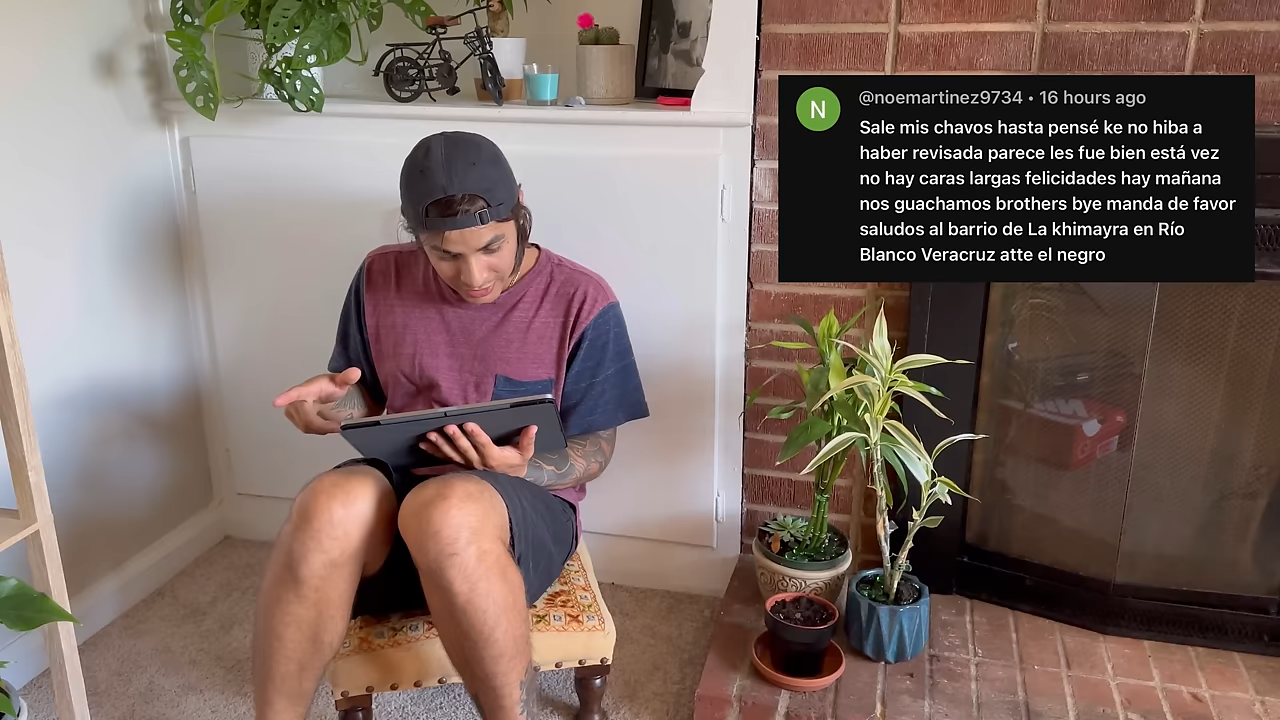 N
@noemartinez9734 • 16 hours ago
Sale mis chavos hasta pensé ke no hiba a
haber revisada parece les fue bien está vez
no hay caras largas felicidades hay mañana
nos guachamos brothers bye manda de favor
saludos al barrio de La khimayra en Río
Blanco Veracruz atte el negro